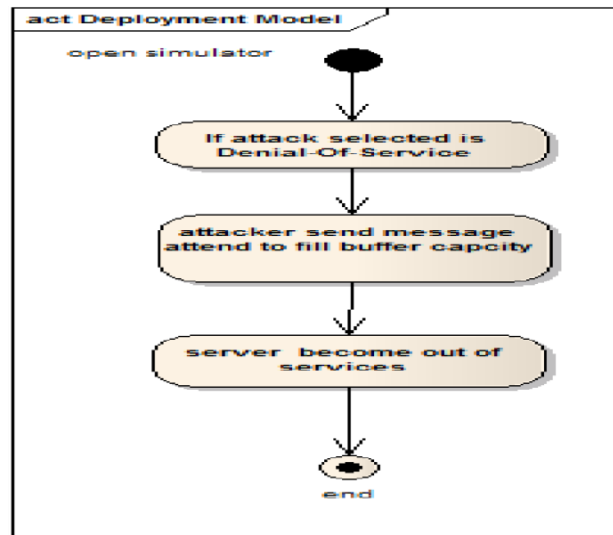 act Deployment Model
open simulator
If attack selected is
Denial-Of-Service
attacker send message
attend to fill buffer capcity
server become out of
services
end